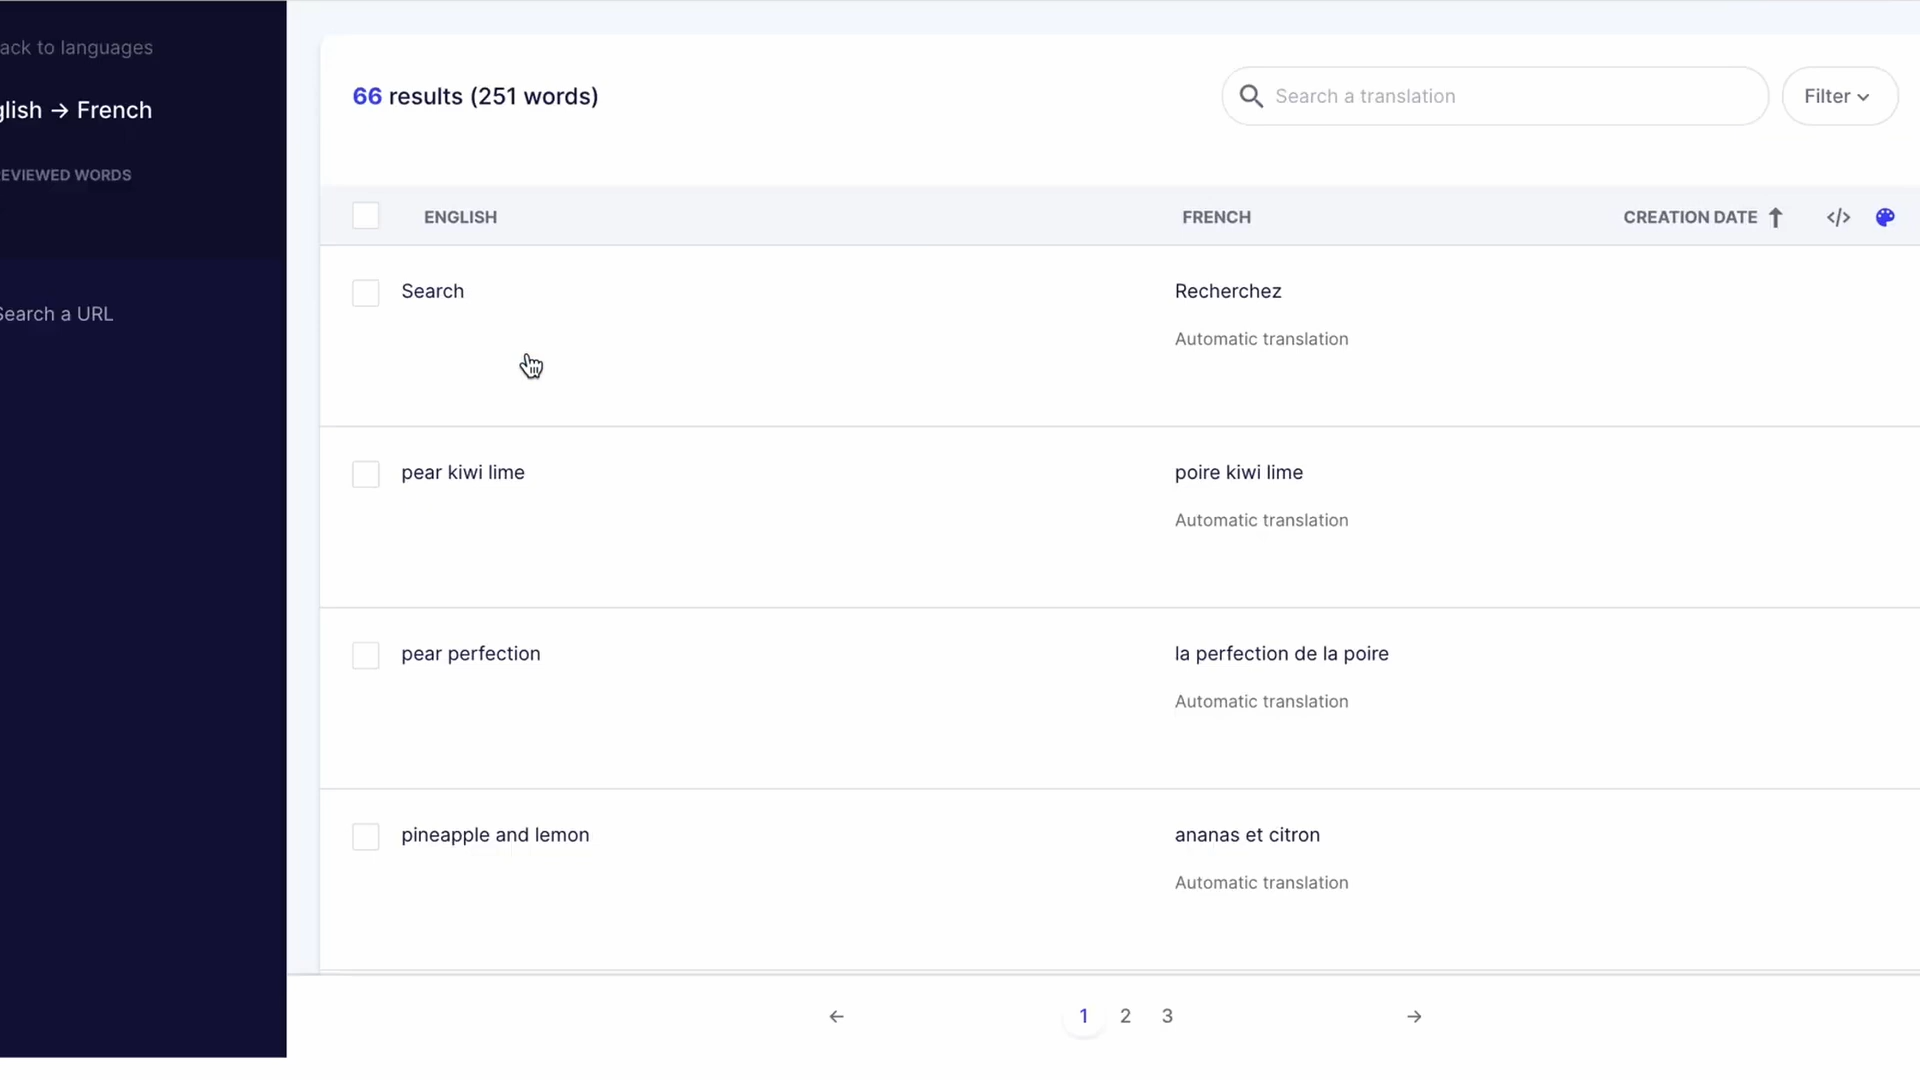 ack to languages
glish → French
EVIEWED WORDS
Search a URL
66 results (251 words)
Search a translation
Filter
ENGLISH
FRENCH
CREATION DATE
Search
Recherchez
Automatic translation
pear kiwi lime
poire kiwi lime
Automatic translation
pear perfection
la perfection de la poire
Automatic translation
pineapple and lemon
ananas et citron
Automatic translation
1 2 3